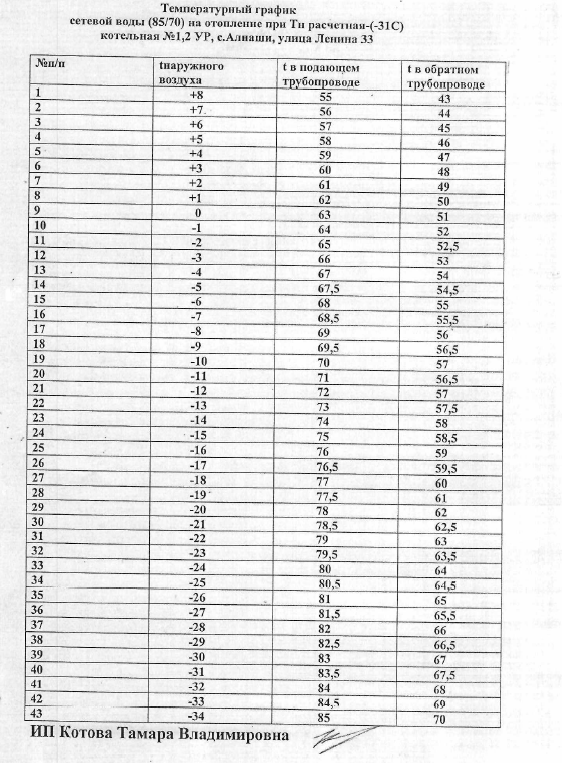 Температурный график
сетевой воды (85/70) на отопление при Тн расчетная-(-31С)
котельная №1,2 УР, с.Алнаши, улица Ленина 33
№п/п tнаружного воздуха t в подающем трубопроводе t в обратном трубопроводе
1 +8 55 43
2 +7 56 44
3 +6 57 45
4 +5 58 46
5 +4 59 47
6 +3 60 48
7 +2 61 49
8 +1 62 50
9 0 63 51
10 -1 64 52
11 -2 65 52,5
12 -3 66 53
13 -4 67 54
14 -5 67,5 54,5
15 -6 68 55
16 -7 68,5 55,5
17 -8 69 56
18 -9 69,5 56,5
19 -10 70 57
20 -11 71 56,5
21 -12 72 57
22 -13 73 57,5
23 -14 74 58
24 -15 75 58,5
25 -16 76 59
26 -17 76,5 59,5
27 -18 77 60
28 -19 77,5 61
29 -20 78 62
30 -21 78,5 62,5
31 -22 79 63
32 -23 79,5 63,5
33 -24 80 64
34 -25 80,5 64,5
35 -26 81 65
36 -27 81,5 65,5
37 -28 82 66
38 -29 82,5 66,5
39 -30 83 67
40 -31 83,5 67,5
41 -32 84 68
42 -33 84,5 69
43 -34 85 70
ИП Котова Тамара Владимировна